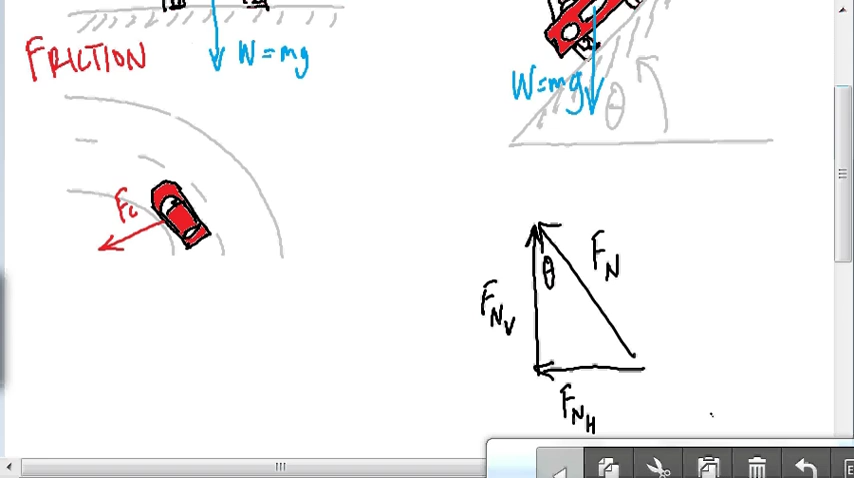 W = mg
FRICTION
W=mg
θ
Fc
θ
FN
FNV
FNH